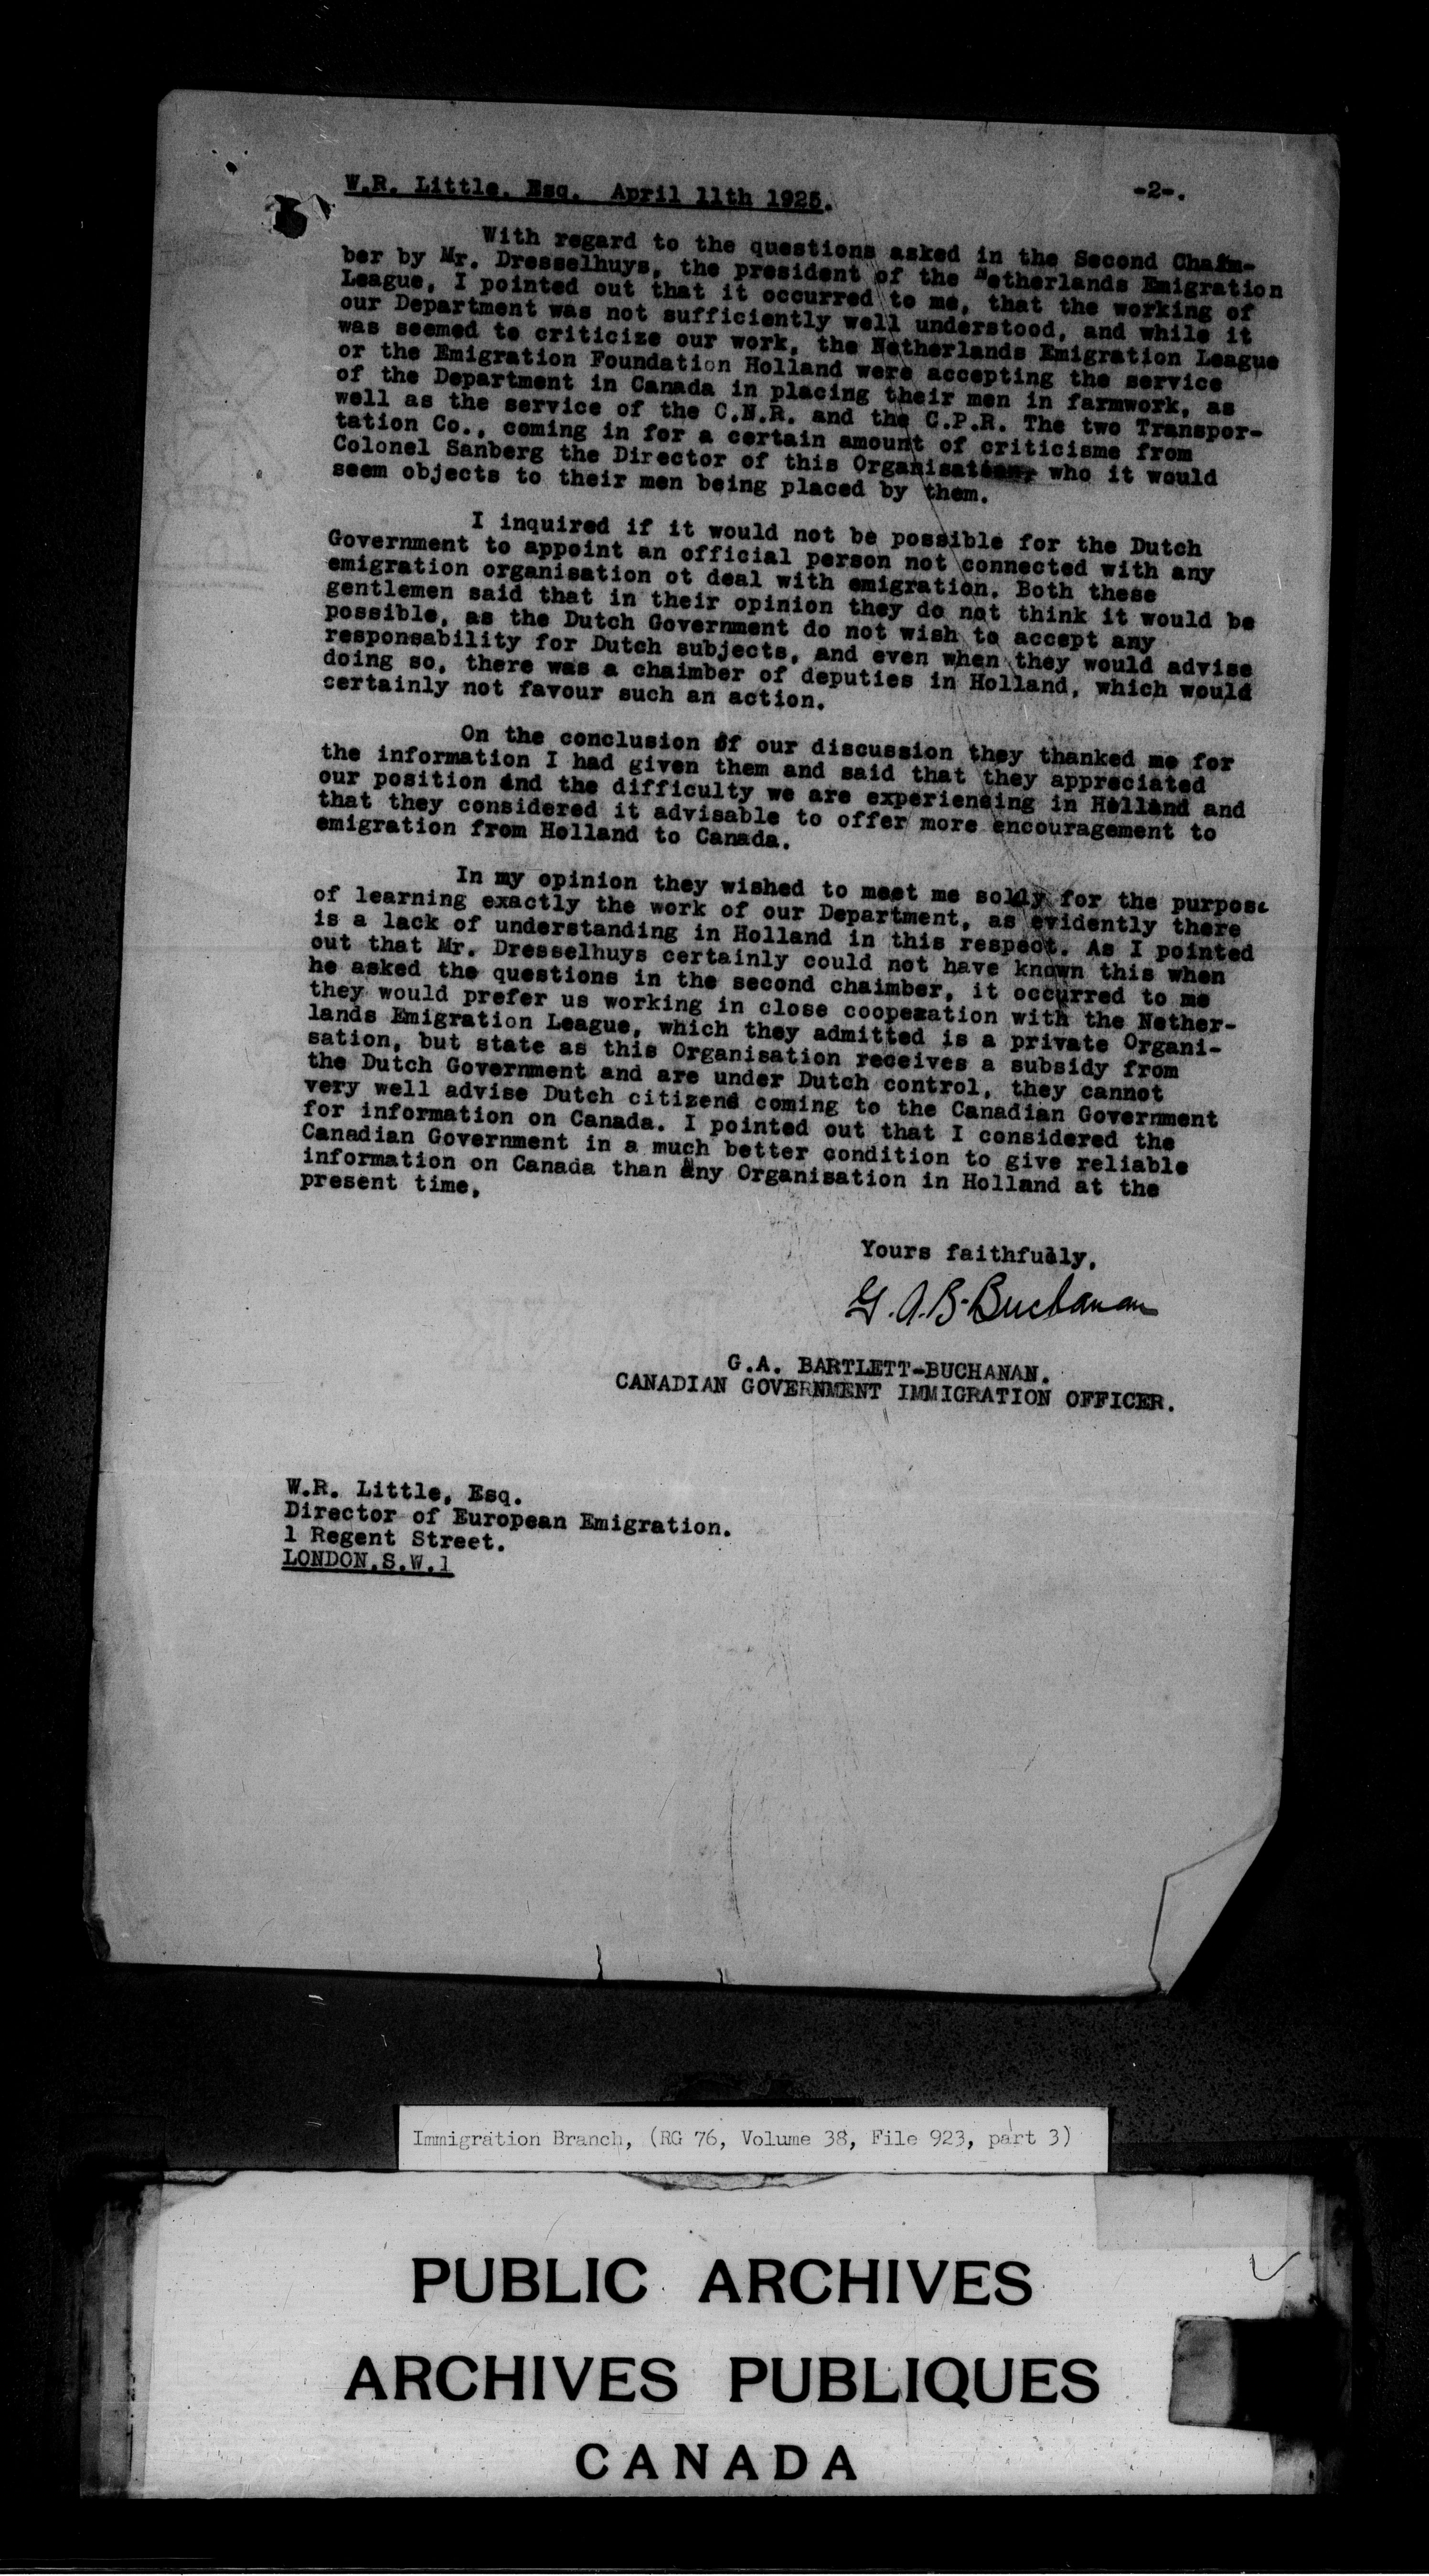 W.R. Little. Esq. April 11th 1925.
-2-.
With regard to the questions asked in the Second Chaim-
ber by Mr. Dresselhuys, the president of the Netherlands Emigration
League, I pointed out that it occurred to me, that the working of
our Department was not sufficiently well understood, and while it
was seemed to criticize our work, the Netherlands Emigration League
or the Emigration Foundation Holland were accepting the service
of the Department in Canada in placing their men in farmwork, as
well as the service of the C.N.R. and the C.P.R. The two Transpor-
tation Co., coming in for a certain amount of criticisme from
Colonel Sanberg the Director of this Organisation, who it would
seem objects to their men being placed by them.
I inquired if it would not be possible for the Dutch
Government to appoint an official person not connected with any
emigration organisation ot deal with emigration. Both these
gentlemen said that in their opinion they do not think it would be
possible, as the Dutch Government do not wish to accept any
responsability for Dutch subjects, and even when they would advise
doing so, there was a chaimber of deputies in Holland, which would
certainly not favour such an action.
On the conclusion of our discussion they thanked me for
the information I had given them and said that they appreciated
our position and the difficulty we are experiencing in Holland and
that they considered it advisable to offer more encouragement to
emigration from Holland to Canada.
In my opinion they wished to meet me solly for the purpose
of learning exactly the work of our Department, as evidently there
is a lack of understanding in Holland in this respect. As I pointed
out that Mr. Dresselhuys certainly could not have known this when
he asked the questions in the second chaimber, it occurred to me
they would prefer us working in close cooperation with the Nether-
lands Emigration League, which they admitted is a private Organi-
sation, but state as this Organisation receives a subsidy from
the Dutch Government and are under Dutch control, they cannot
very well advise Dutch citizens coming to the Canadian Government
for information on Canada. I pointed out that I considered the
Canadian Government in a much better condition to give reliable
information on Canada than any Organisation in Holland at the
present time,
Yours faithfully,
G.A.B-Buchanan
G.A. BARTLETT-BUCHANAN.
CANADIAN GOVERNMENT IMMIGRATION OFFICER.
W.R. Little, Esq.
Director of European Emigration.
1 Regent Street.
LONDON.S.W.1
Immigration Branch, (RG 76, Volume 38, File 923, part 3)
PUBLIC ARCHIVES
ARCHIVES PUBLIQUES
CANADA